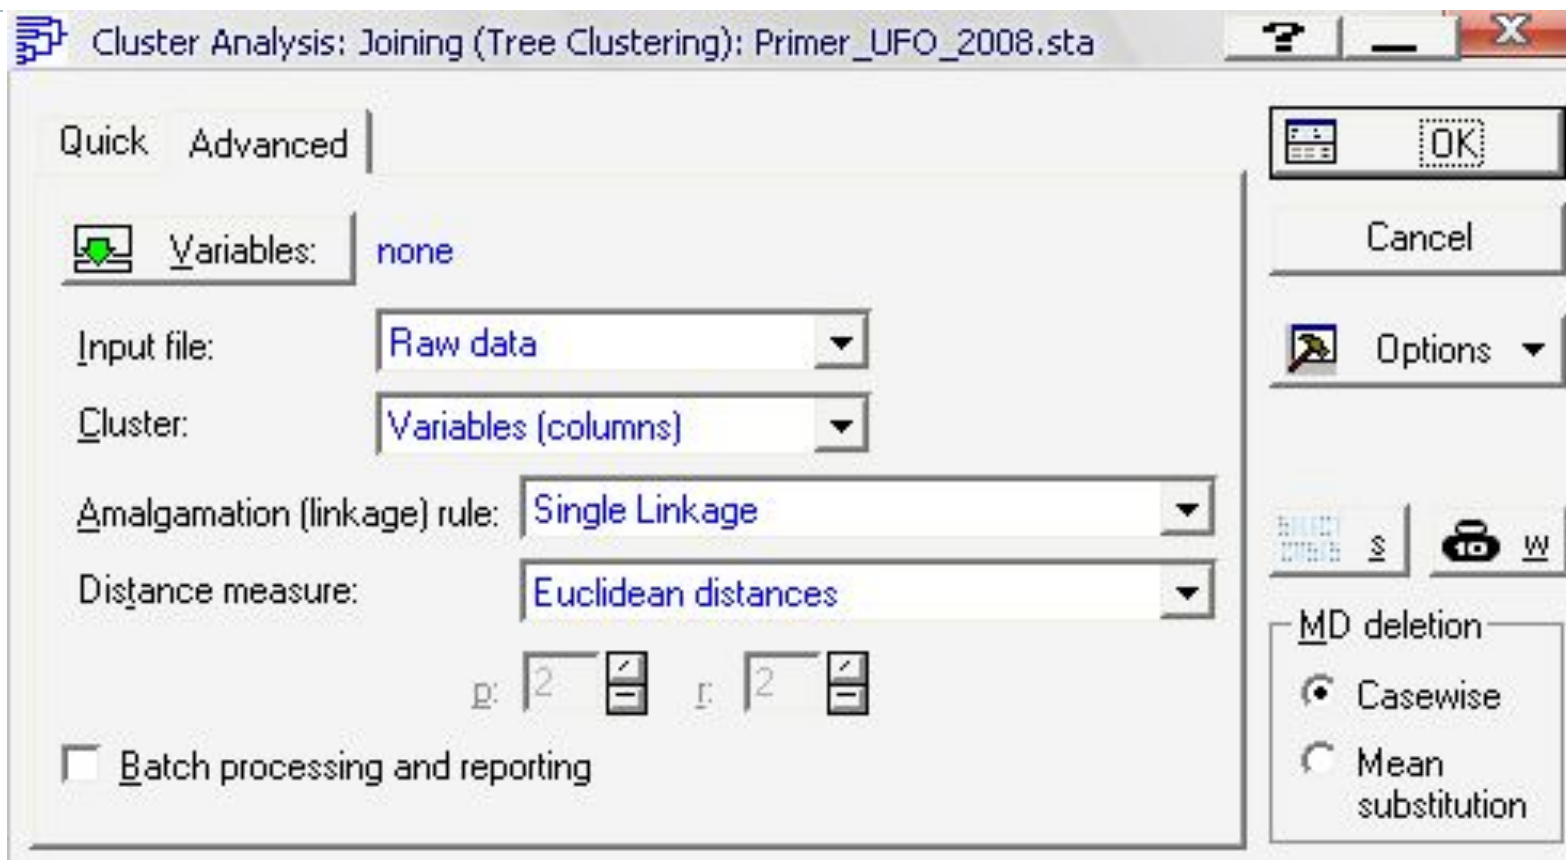 Cluster Analysis: Joining (Tree Clustering): Primer_UFO_2008.sta
Quick Advanced
Variables: none
Input file: Raw data
Cluster: Variables (columns)
Amalgamation (linkage) rule: Single Linkage
Distance measure: Euclidean distances
p: 2 r: 2
Batch processing and reporting
OK
Cancel
Options
S w
MD deletion
Casewise
Mean
substitution